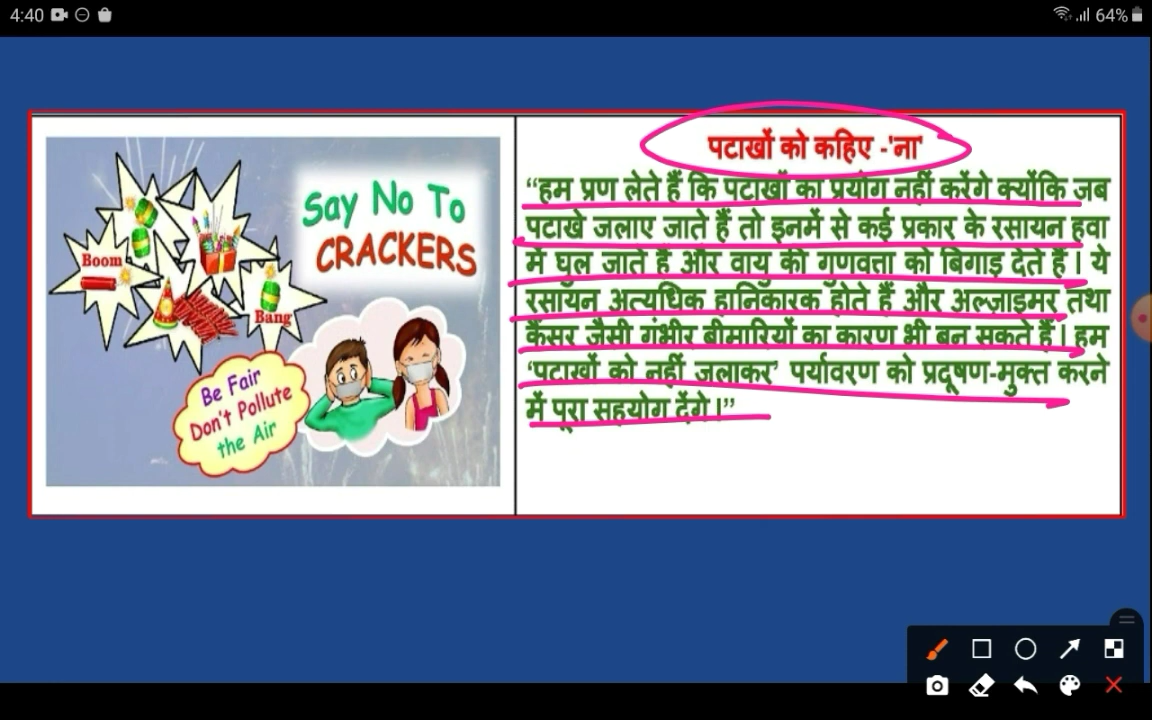 4:40
64%
Say No To
CRACKERS
Boom
Bang
Be Fair
Don't Pollute
the Air
पटाखों को कहिए -'ना'
“हम प्रण लेते हैं कि पटाखों का प्रयोग नहीं करेंगे क्योंकि जब
पटाखे जलाए जाते हैं तो इनमें से कई प्रकार के रसायन हवा
में घुल जाते हैं और वायु की गुणवत्ता को बिगाड़ देते हैं। ये
रसायन अत्यधिक हानिकारक होते हैं और अल्ज़ाइमर तथा
कैंसर जैसी गंभीर बीमारियों का कारण भी बन सकते हैं। हम
‘पटाखों को नहीं जलाकर’ पर्यावरण को प्रदूषण-मुक्त करने
में पूरा सहयोग देंगे।”